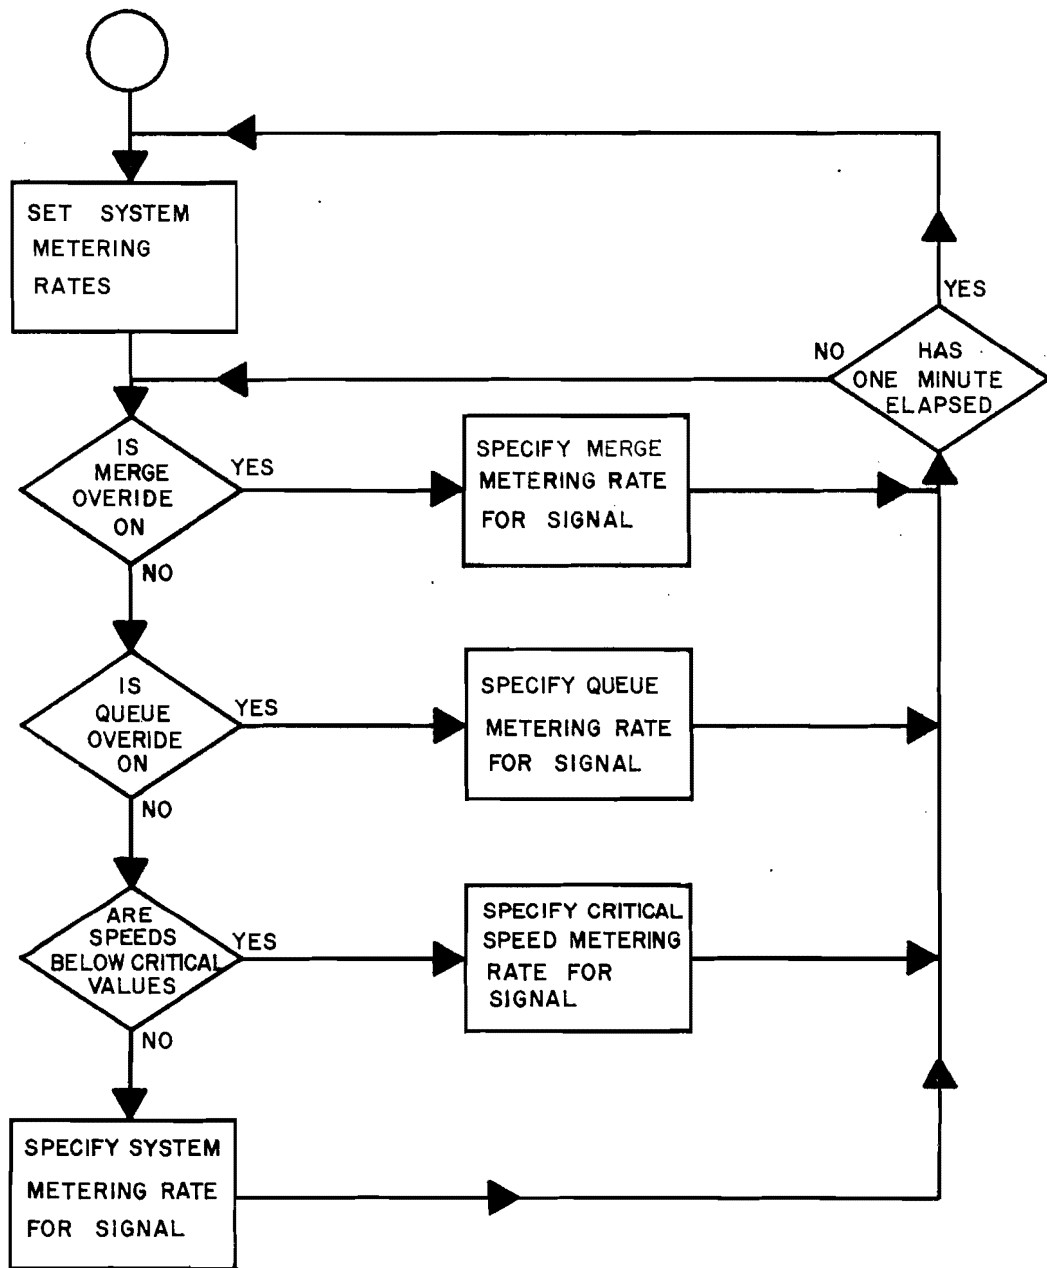 SET SYSTEM
METERING
RATES
YES
NO
HAS
ONE MINUTE
ELAPSED
IS
MERGE
OVERIDE
ON
YES
NO
SPECIFY MERGE
METERING RATE
FOR SIGNAL
IS
QUEUE
OVERIDE
ON
YES
NO
SPECIFY QUEUE
METERING RATE
FOR SIGNAL
ARE
SPEEDS
BELOW CRITICAL
VALUES
YES
NO
SPECIFY CRITICAL
SPEED METERING
RATE FOR
SIGNAL
SPECIFY SYSTEM
METERING RATE
FOR SIGNAL